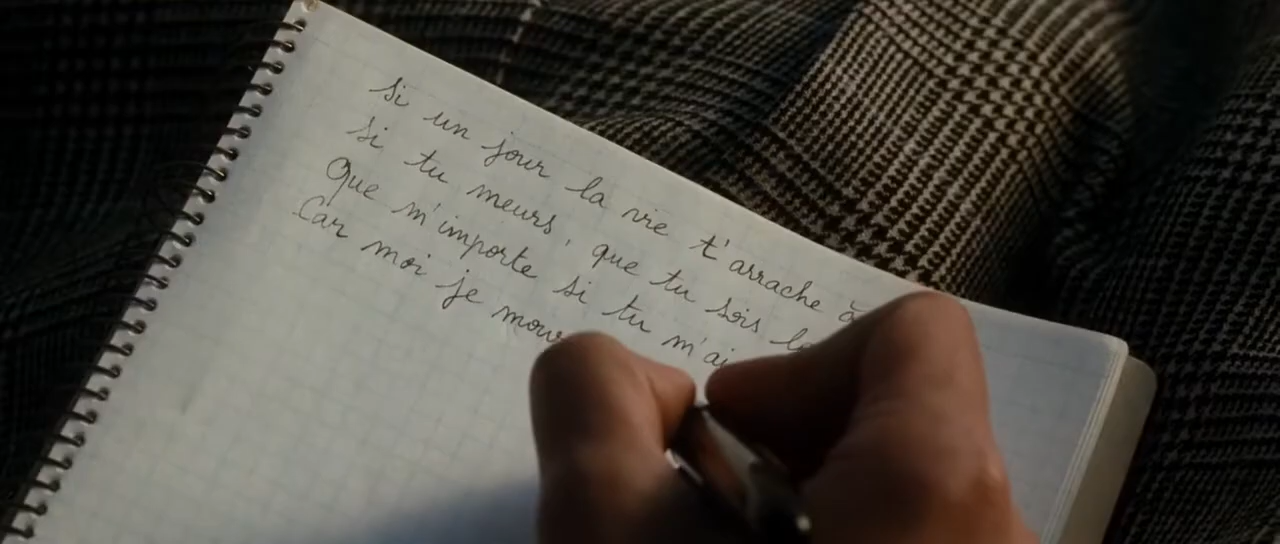 Si un jour la vie t'arrache à
Si tu meurs, que tu sois
Que m'importe si tu
Car moi je